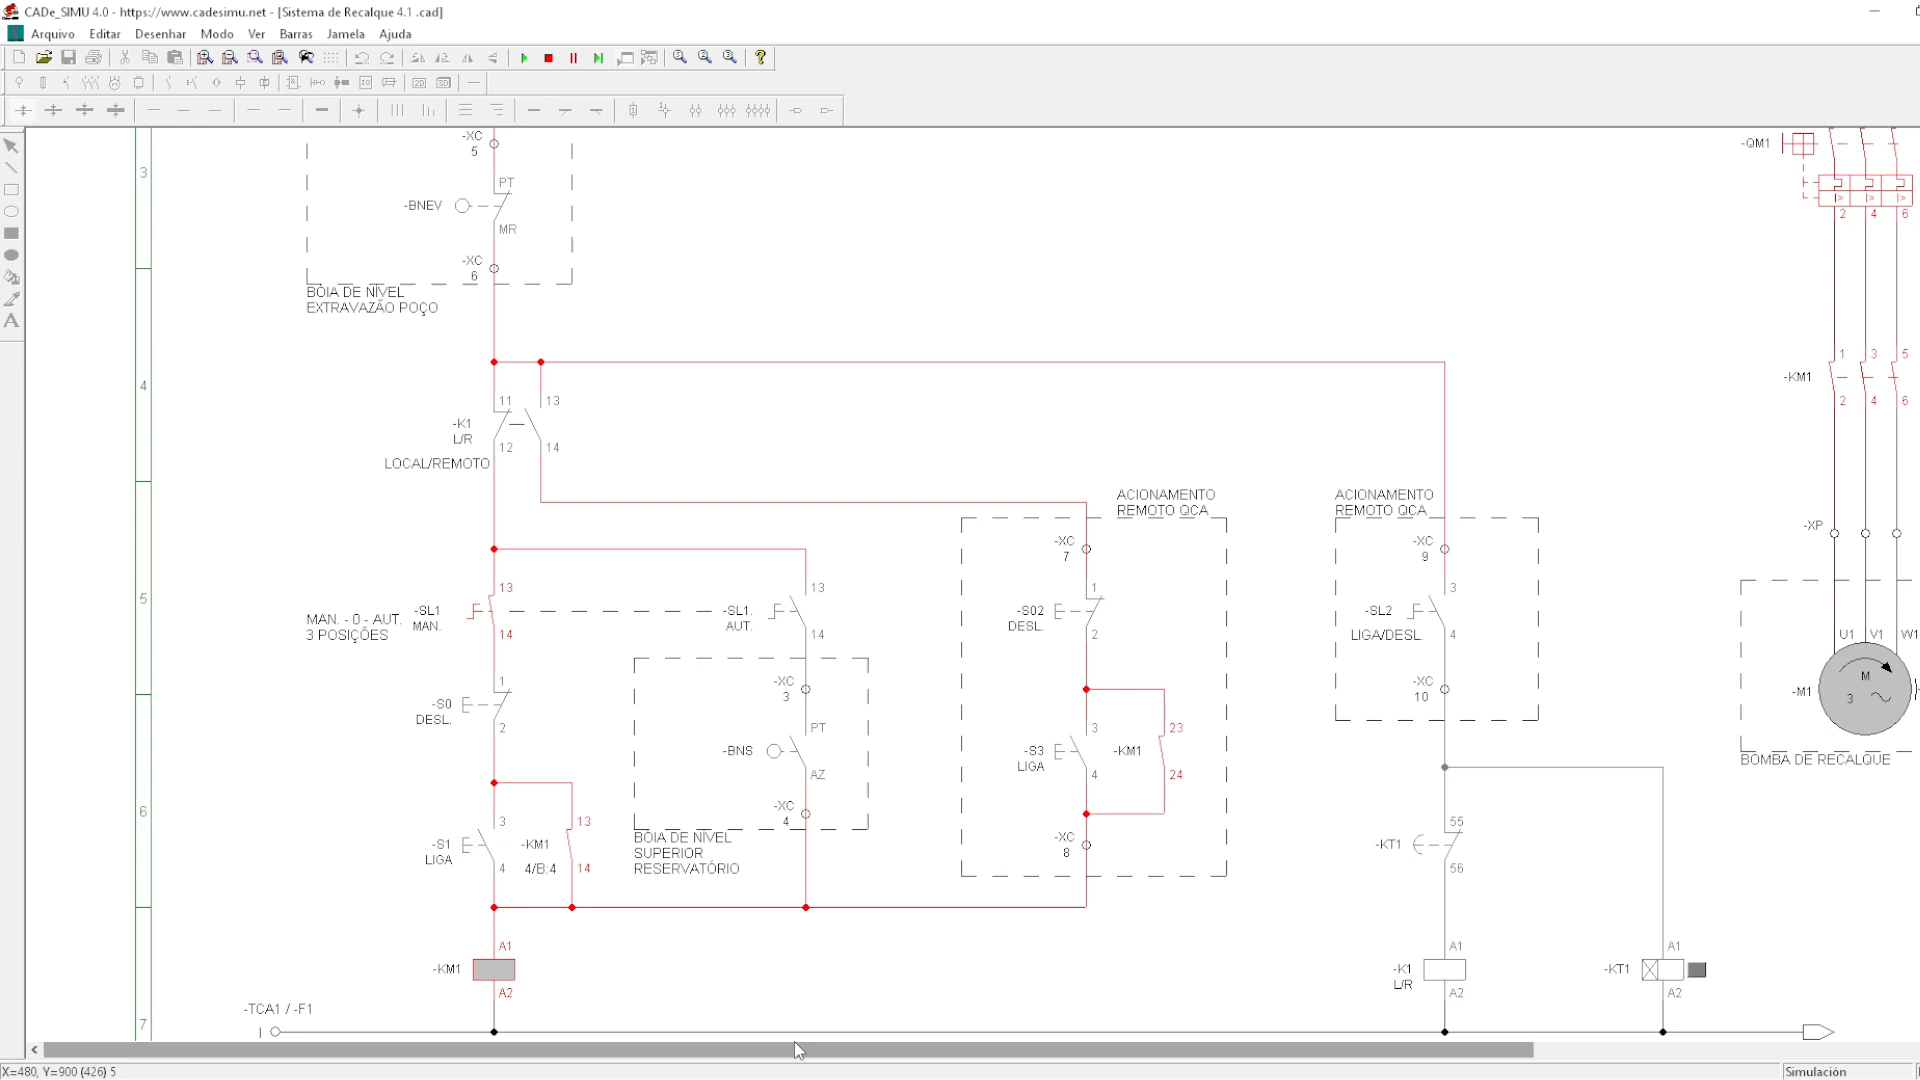 CADe_SIMU 4.0 - https://www.cadesimu.net - [Sistema de Recalque 4.1 .cad]
Arquivo Editar Desenhar Modo Ver Barras Jamela Ajuda
-XC
5
PT
-BNEV
MR
-XC
6
BOIA DE NÍVEL
EXTRAVAZÃO POÇO
3
4
5
6
7
11 13
-K1
L/R
12 14
LOCAL/REMOTO
13
-SL1
MAN.
MAN. - 0 - AUT.
3 POSIÇÕES
14
13
-SL1.
AUT.
14
1
-S0
DESL.
2
3
-S1
LIGA
4
13
-KM1
4/B:4
14
-XC
3
PT
-BNS
AZ
-XC
4
BOIA DE NÍVEL
SUPERIOR
RESERVATÓRIO
ACIONAMENTO
REMOTO QCA
-XC
7
1
-S02
DESL.
2
3
-S3
LIGA
4
23
-KM1
24
-XC
8
ACIONAMENTO
REMOTO QCA
-XC
9
3
-SL2
LIGA/DESL.
4
-XC
10
55
-KT1
56
A1
-KM1
A2
A1
-K1
L/R
A2
A1
-KT1
A2
-TCA1 / -F1
-QM1
2 4 6
1 3 5
-KM1
2 4 6
-XP
U1 V1 W1
M
-M1
3
BOMBA DE RECALQUE
X=480, Y=900 (426) 5
Simulación